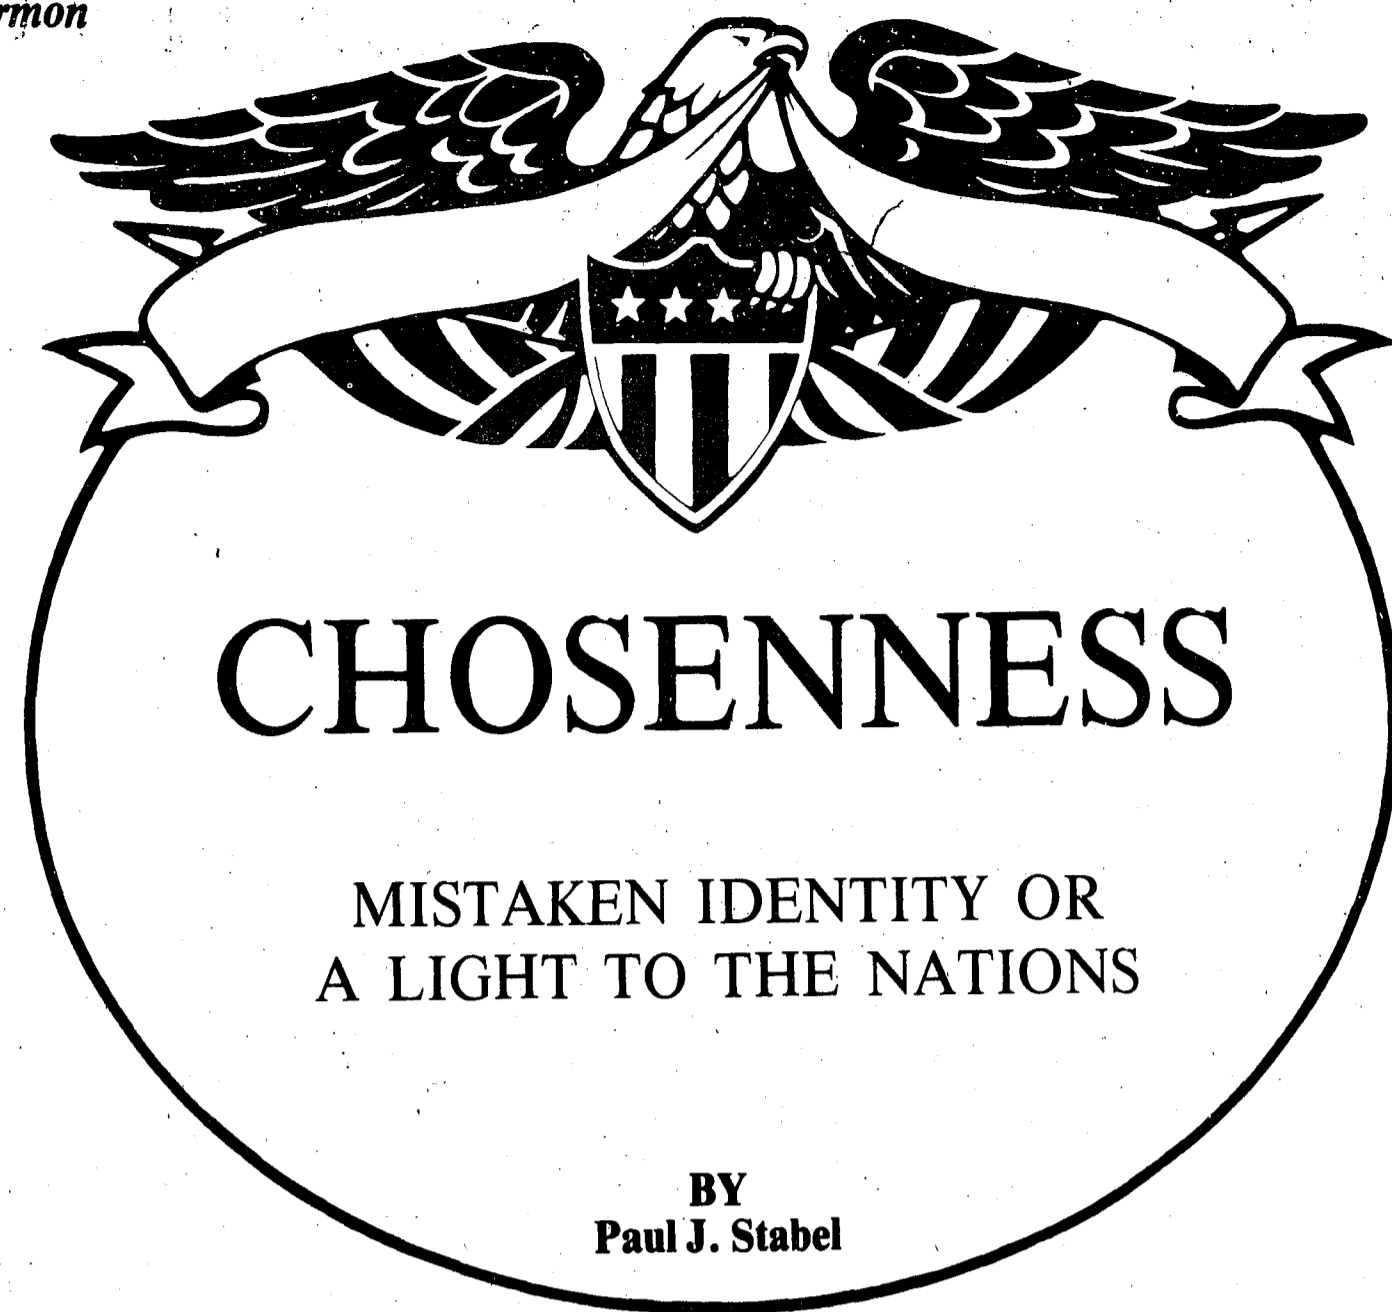 rmon
CHOSENNESS
MISTAKEN IDENTITY OR
A LIGHT TO THE NATIONS
BY
Paul J. Stabel